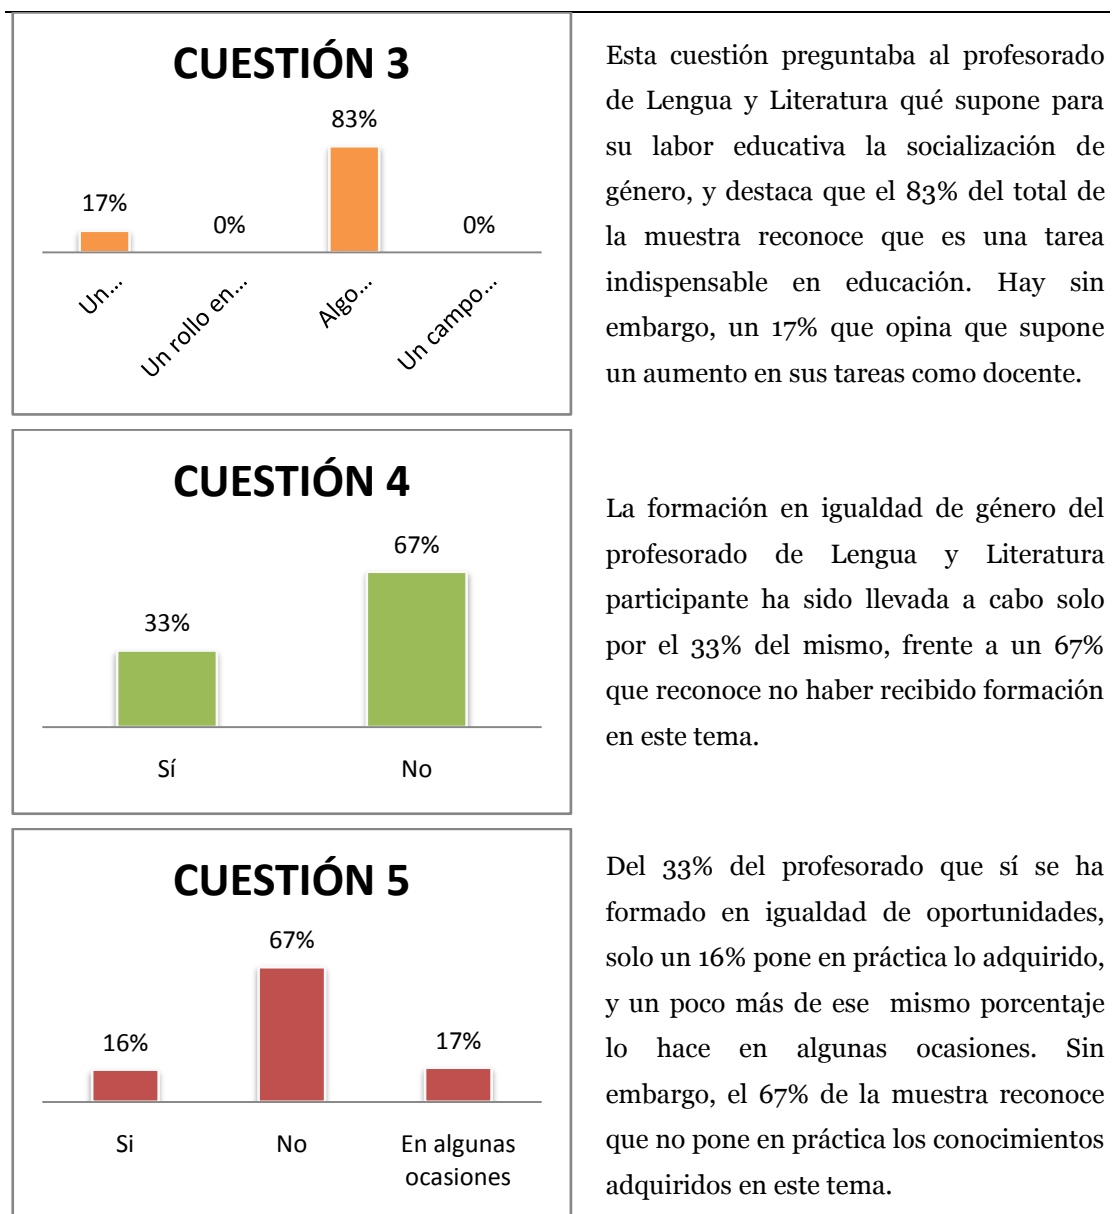 CUESTIÓN 3
83%
17%
0%
0%
Un...
Un rollo en...
Algo...
Un campo...
Esta cuestión preguntaba al profesorado
de Lengua y Literatura qué supone para
su labor educativa la socialización de
género, y destaca que el 83% del total de
la muestra reconoce que es una tarea
indispensable en educación. Hay sin
embargo, un 17% que opina que supone
un aumento en sus tareas como docente.
CUESTIÓN 4
67%
33%
Sí
No
La formación en igualdad de género del
profesorado de Lengua y Literatura
participante ha sido llevada a cabo solo
por el 33% del mismo, frente a un 67%
que reconoce no haber recibido formación
en este tema.
CUESTIÓN 5
67%
16%
17%
Si
No
En algunas
ocasiones
Del 33% del profesorado que sí se ha
formado en igualdad de oportunidades,
solo un 16% pone en práctica lo adquirido,
y un poco más de ese mismo porcentaje
lo hace en algunas ocasiones. Sin
embargo, el 67% de la muestra reconoce
que no pone en práctica los conocimientos
adquiridos en este tema.